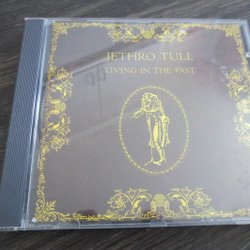 JETHRO TULL
LIVING IN THE PAST